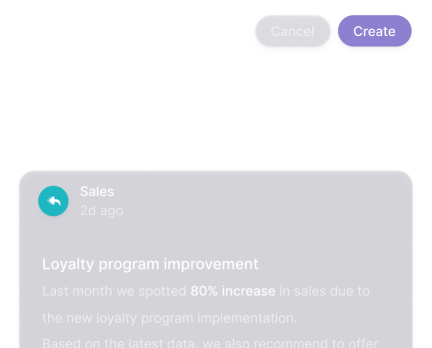 Cancel
Create
Sales
2d ago
Loyalty program improvement
Last month we spotted 80% increase in sales due to
the new loyalty program implementation.
Based on the latest data, we also recommend to offer